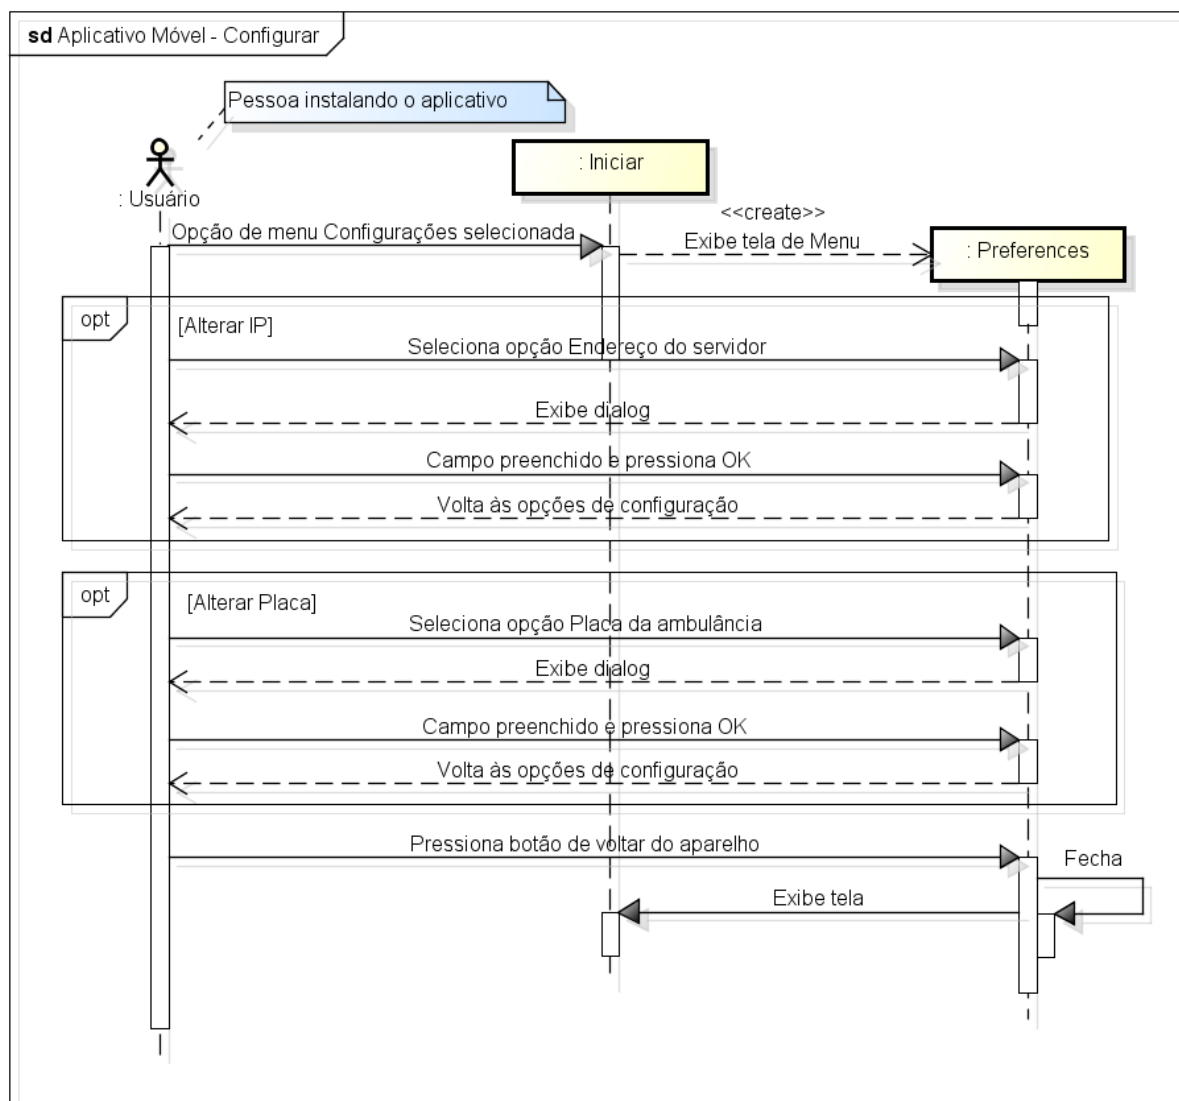 sd Aplicativo Móvel - Configurar
Pessoa instalando o aplicativo
: Usuário
: Iniciar
<<create>>
Opção de menu Configurações selecionada
Exibe tela de Menu
: Preferences
opt
[Alterar IP]
Seleciona opção Endereço do servidor
Exibe dialog
Campo preenchido e pressiona OK
Volta às opções de configuração
opt
[Alterar Placa]
Seleciona opção Placa da ambulância
Exibe dialog
Campo preenchido e pressiona OK
Volta às opções de configuração
Pressiona botão de voltar do aparelho
Fecha
Exibe tela